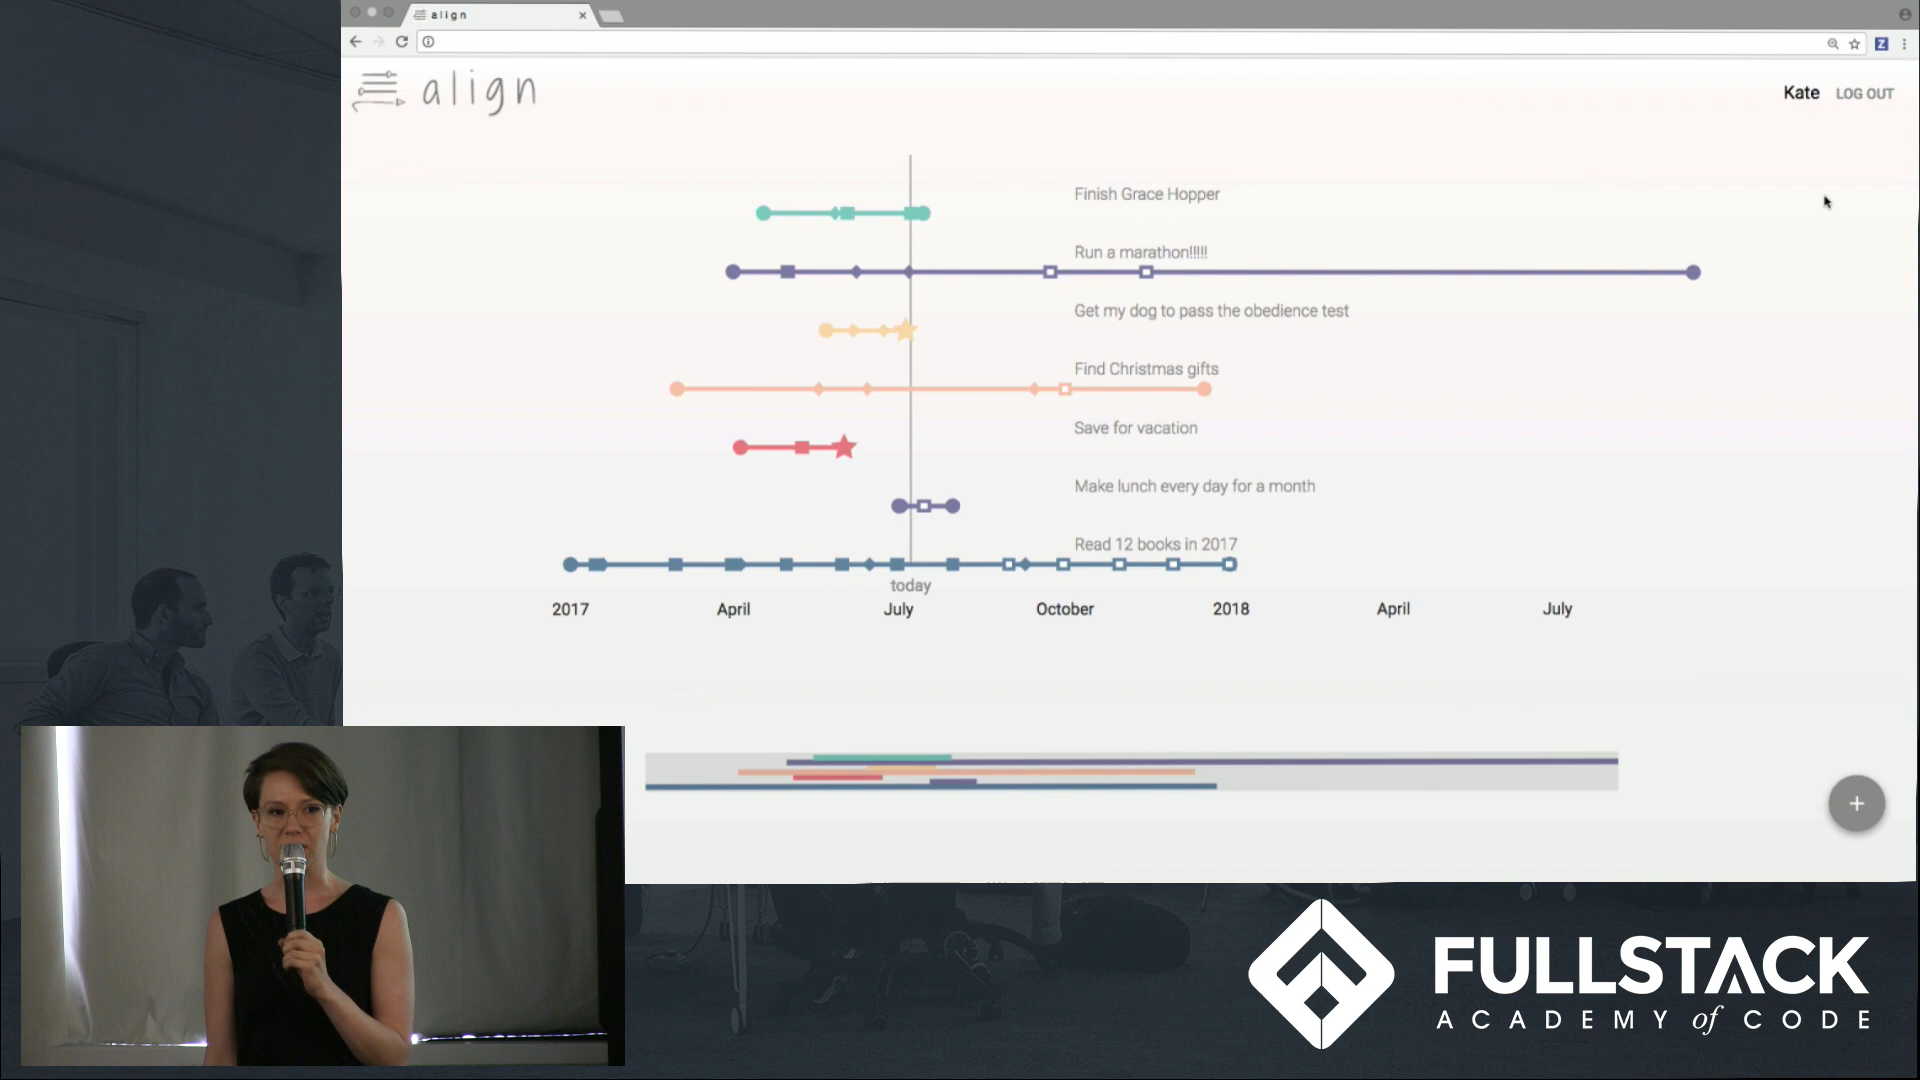 align
align
Kate LOG OUT
Finish Grace Hopper
Run a marathon!!!!!
Get my dog to pass the obedience test
Find Christmas gifts
Save for vacation
Make lunch every day for a month
Read 12 books in 2017
today
2017 April July October 2018 April July
+
Z
FULLSTACK
ACADEMY of CODE